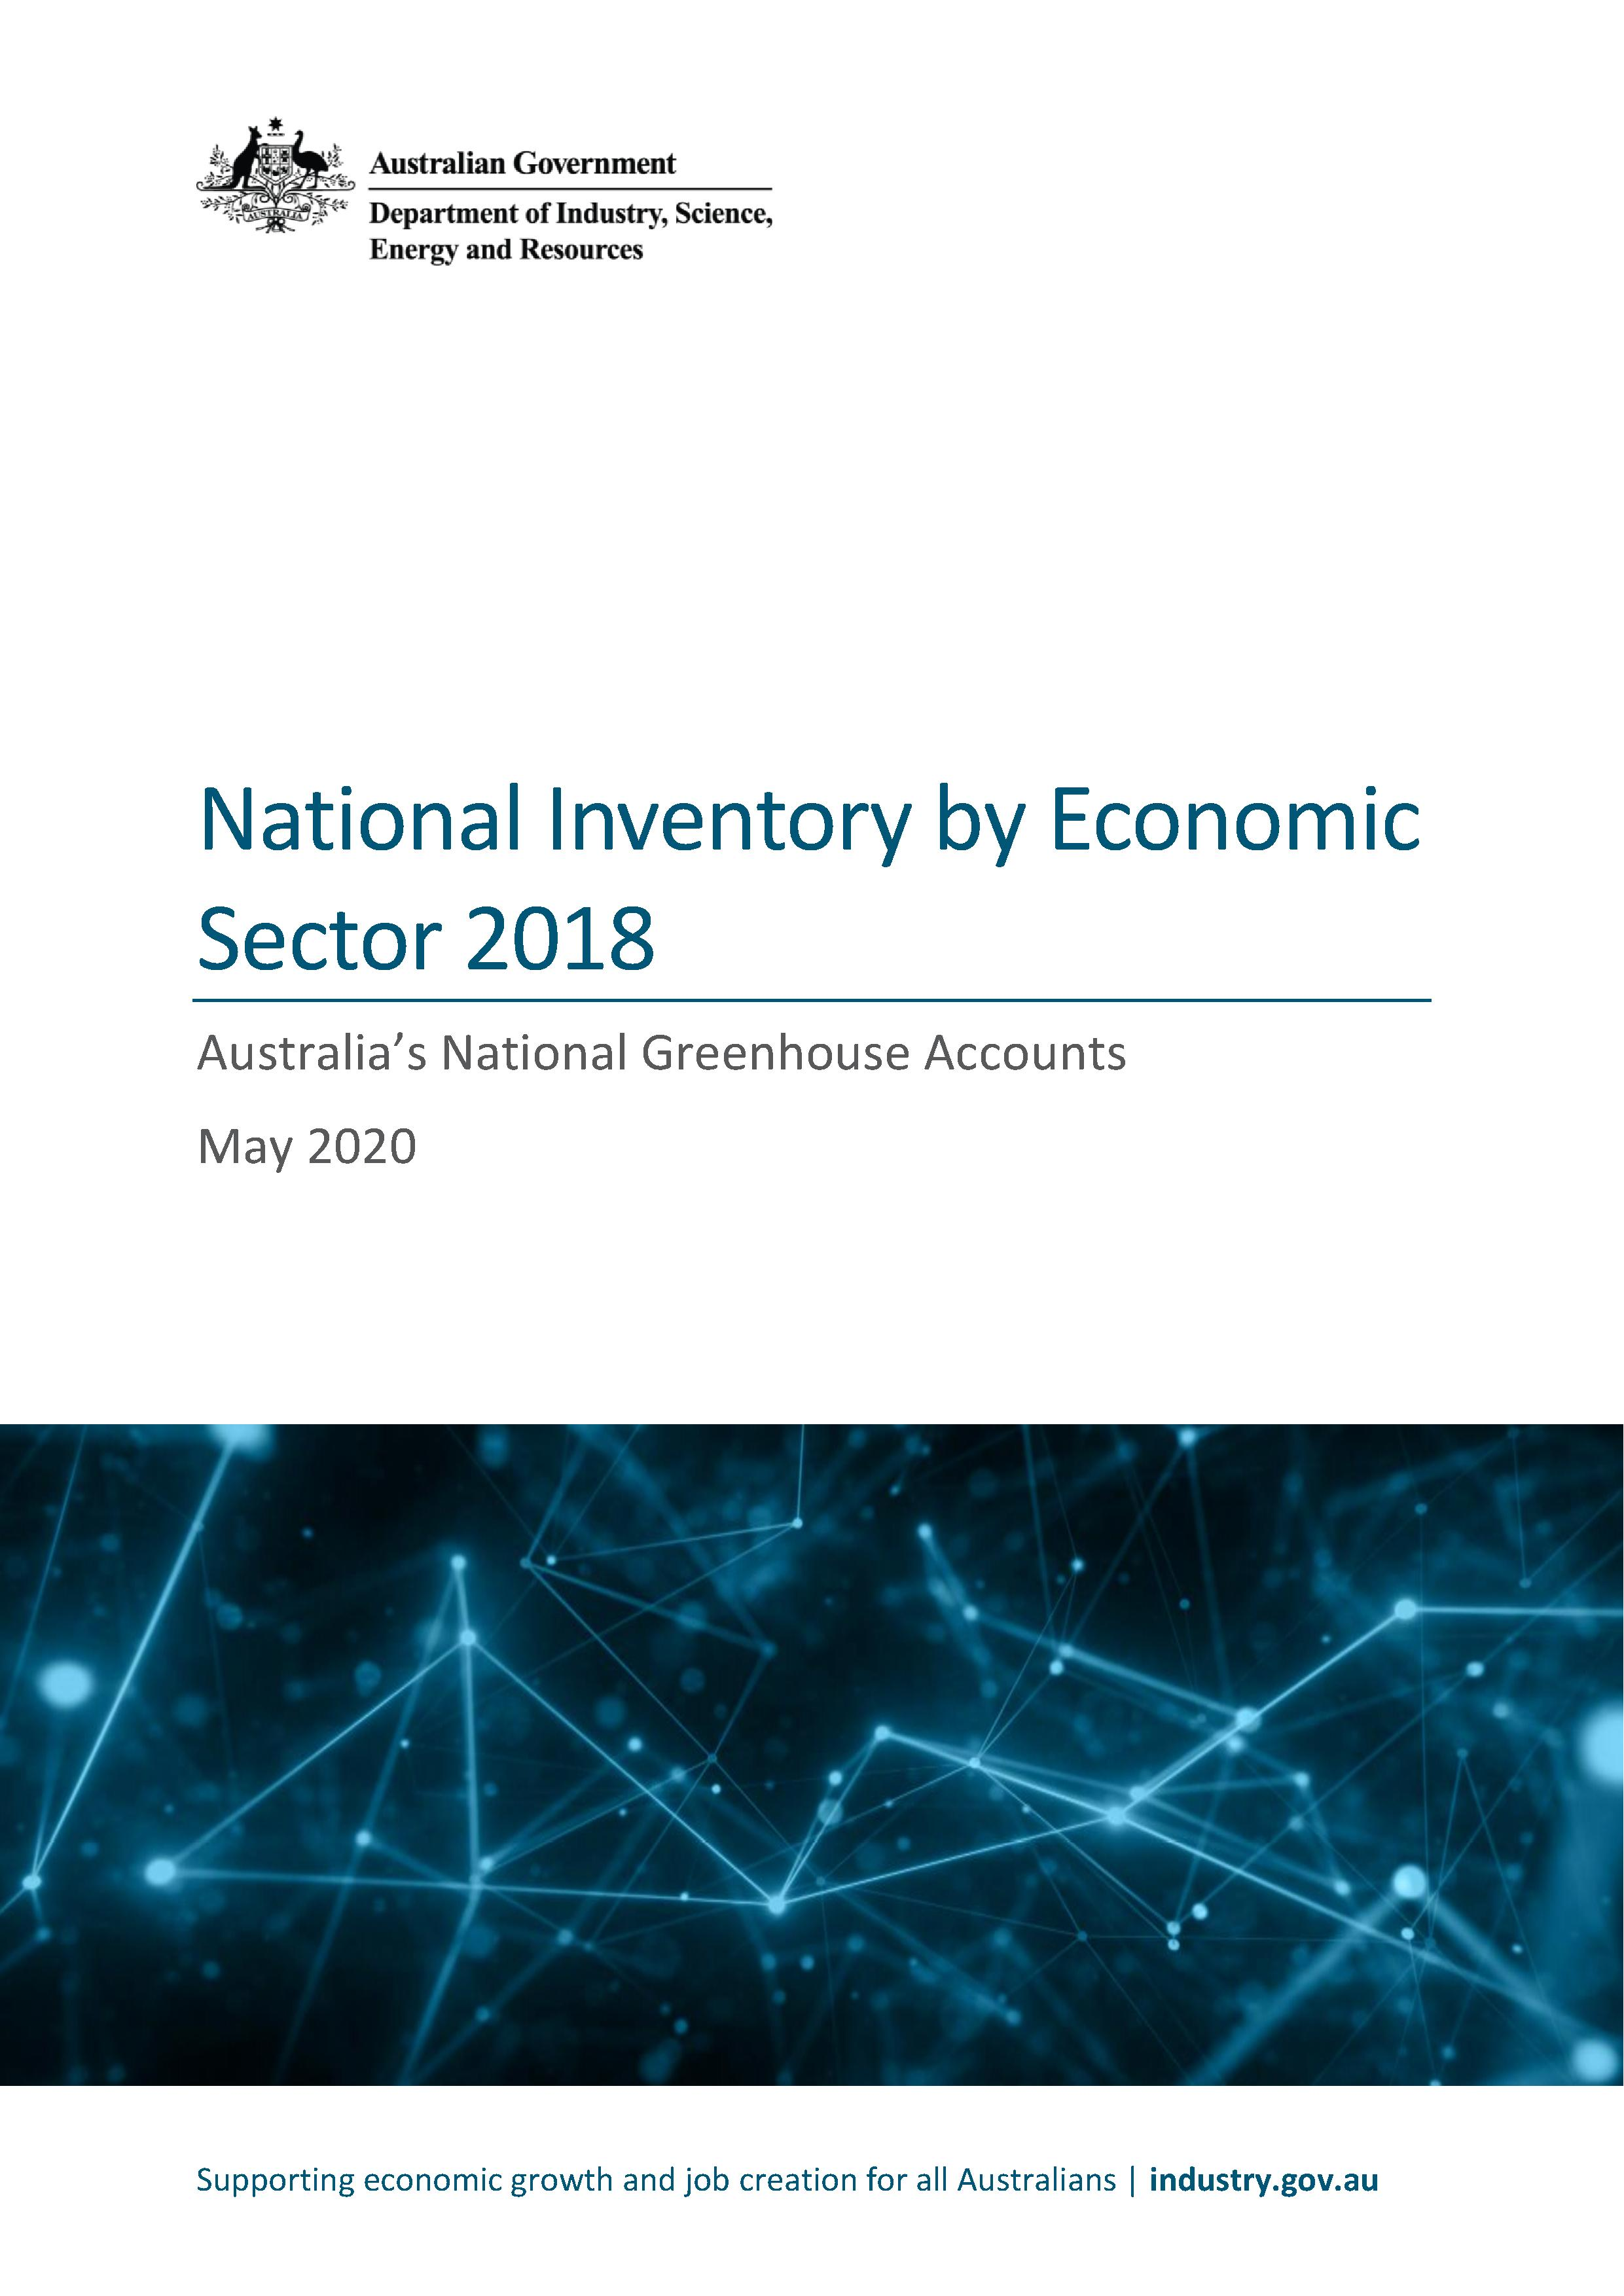 Australian Government
Department of Industry, Science,
Energy and Resources
AUSTRALIA
National Inventory by Economic
Sector 2018
Australia’s National Greenhouse Accounts
May 2020
Supporting economic growth and job creation for all Australians | industry.gov.au